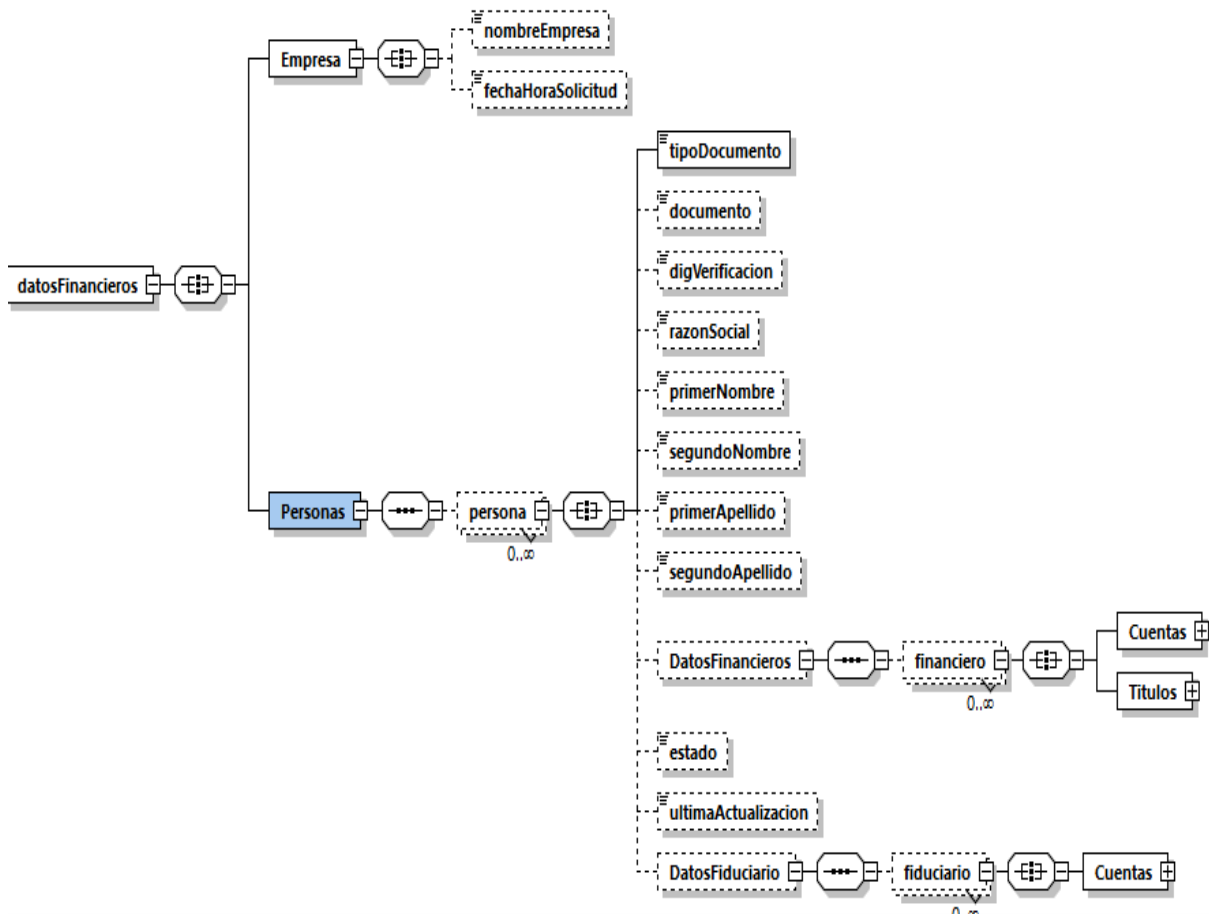 nombreEmpresa
Empresa
fechaHoraSolicitud
tipoDocumento
documento
digVerificacion
datosFinancieros
razonSocial
primerNombre
segundoNombre
Personas
persona
0..∞
primerApellido
segundoApellido
Cuentas
DatosFinancieros
financiero
0..∞
Titulos
estado
ultimaActualizacion
DatosFiduciario
fiduciario
0..∞
Cuentas